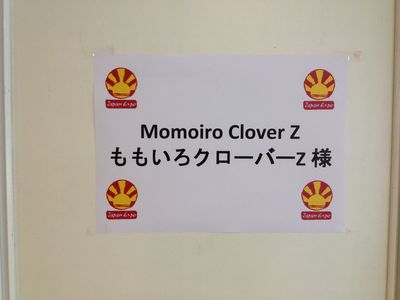 Japan Expo
Japan Expo
Momoiro Clover Z
ももいろクローバーZ 様
Japan Expo
Japan Expo